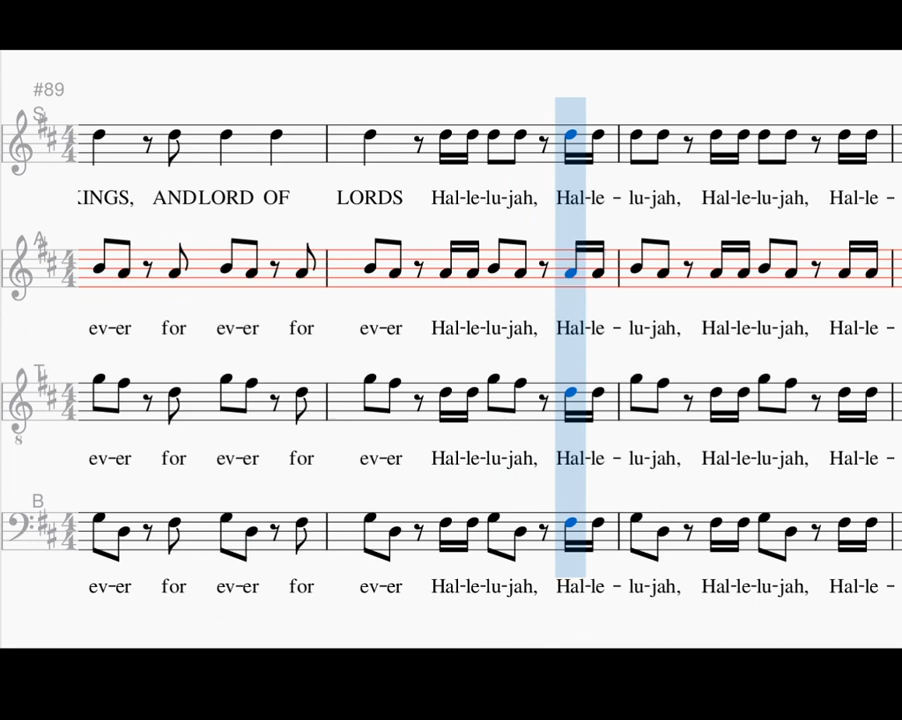 #89
S
KINGS, AND LORD OF LORDS Hal-le-lu-jah, Hal-le - lu-jah, Hal-le-lu-jah, Hal-le -
A
ev-er for ev-er for ev-er Hal-le-lu-jah, Hal-le - lu-jah, Hal-le-lu-jah, Hal-le -
T
8
ev-er for ev-er for ev-er Hal-le-lu-jah, Hal-le - lu-jah, Hal-le-lu-jah, Hal-le -
B
ev-er for ev-er for ev-er Hal-le-lu-jah, Hal-le - lu-jah, Hal-le-lu-jah, Hal-le -